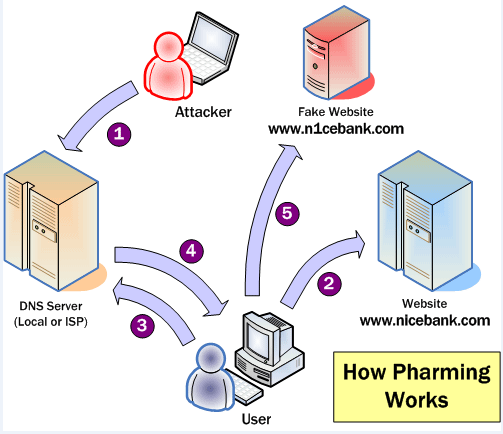 Attacker
Fake Website
www.n1cebank.com
1
5
4
2
DNS Server
(Local or ISP)
3
Website
www.nicebank.com
User
How Pharming
Works